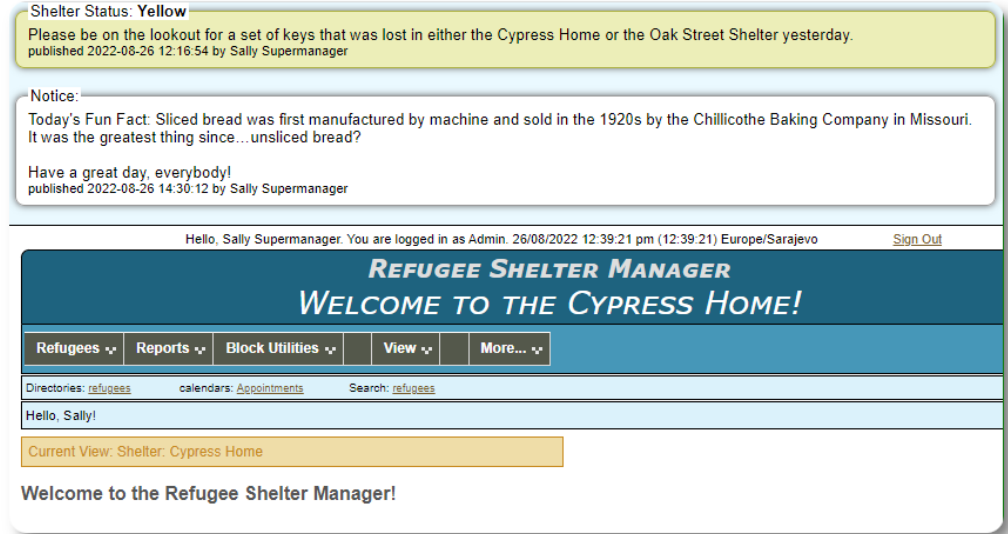 Shelter Status: Yellow
Please be on the lookout for a set of keys that was lost in either the Cypress Home or the Oak Street Shelter yesterday.
published 2022-08-26 12:16:54 by Sally Supermanager
Notice:
Today's Fun Fact: Sliced bread was first manufactured by machine and sold in the 1920s by the Chillicothe Baking Company in Missouri.
It was the greatest thing since…unsliced bread?
Have a great day, everybody!
published 2022-08-26 14:30:12 by Sally Supermanager
Hello, Sally Supermanager. You are logged in as Admin. 26/08/2022 12:39:21 pm (12:39:21) Europe/Sarajevo Sign Out
Refugee Shelter Manager
Welcome to the Cypress Home!
Refugees Reports Block Utilities View More...
Directories: refugees calendars: Appointments Search: refugees
Hello, Sally!
Current View: Shelter: Cypress Home
Welcome to the Refugee Shelter Manager!